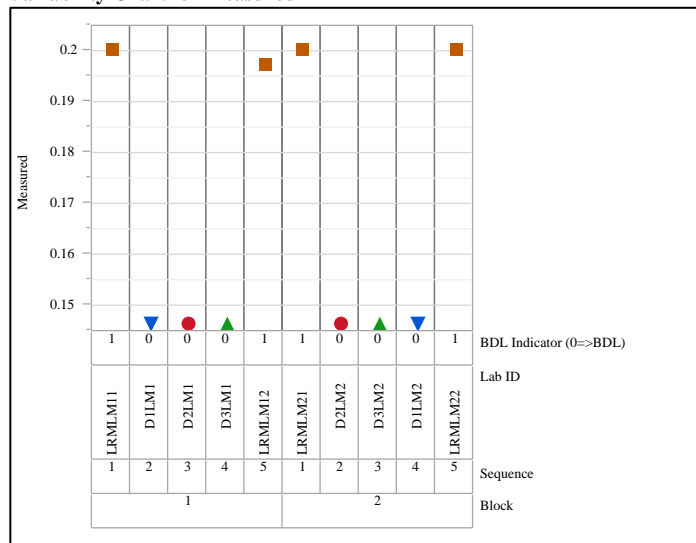 0.2
0.19
0.18
0.17
0.16
0.15
Measured
1 0 0 0 1 1 0 0 0 1 BDL Indicator (0=>BDL)
LRMLM11 D1LM1 D2LM1 D3LM1 LRMLM12 LRMLM21 D2LM2 D3LM2 D1LM2 LRMLM22 Lab ID
1 2 3 4 5 1 2 3 4 5 Sequence
1 2 Block